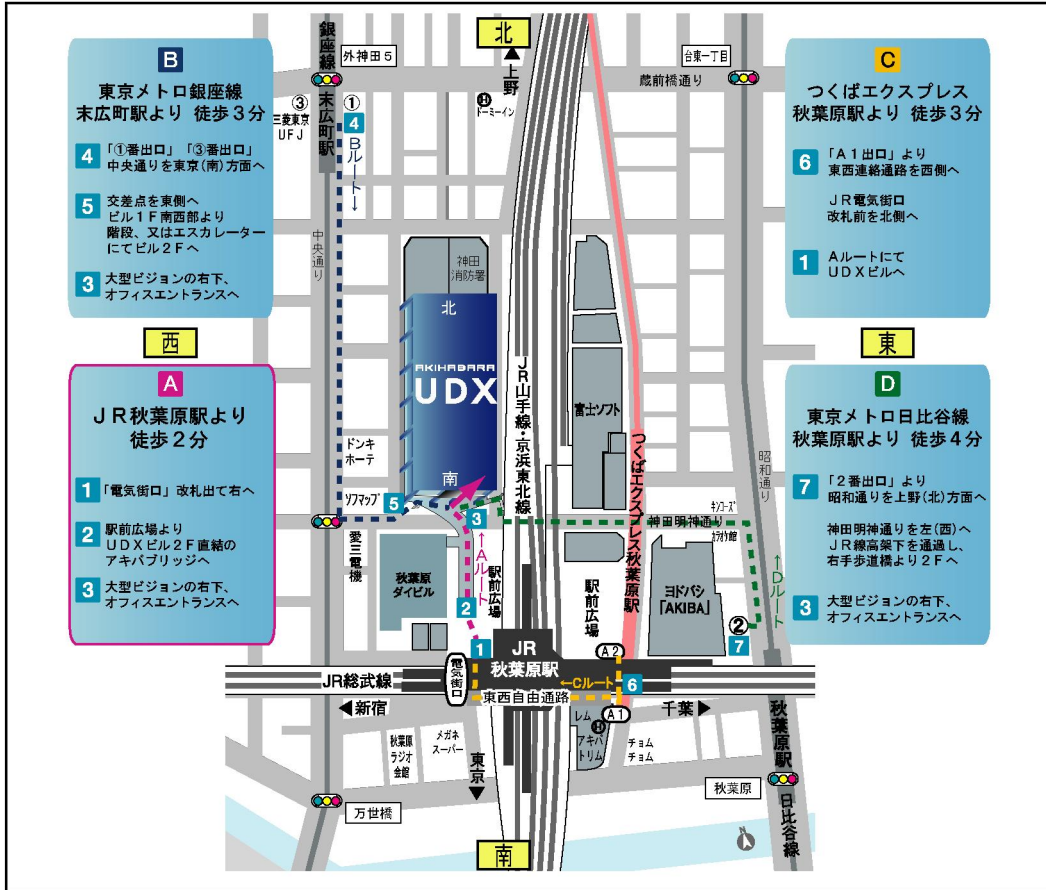 北
▲
上野
銀座線
外神田5
台東一丁目
蔵前橋通り
B
東京メトロ銀座線
末広町駅より 徒歩3分
4 「①番出口」「③番出口」
中央通りを東京(南)方面へ
5 交差点を東側へ
ビル1F南西部より
階段、又はエスカレーター
にてビル2Fへ
3 大型ビジョンの右下、
オフィスエントランスへ
C
つくばエクスプレス
秋葉原駅より 徒歩3分
6 「A1出口」より
東西連絡通路を西側へ
JR電気街口
改札前を北側へ
1 Aルートにて
UDXビルへ
西
A
JR秋葉原駅より
徒歩2分
1 「電気街口」改札出て右へ
2 駅前広場より
UDXビル2F直結の
アキバブリッジへ
3 大型ビジョンの右下、
オフィスエントランスへ
東
D
東京メトロ日比谷線
秋葉原駅より 徒歩4分
7 「2番出口」より
昭和通りを上野(北)方面へ
神田明神通りを左(西)へ
JR線高架下を通過し、
右手歩道橋より2Fへ
3 大型ビジョンの右下、
オフィスエントランスへ
③
三菱東京
UFJ
末広町駅
①
4
Bルート→
H
ドーミーイン
中央通り
神田
消防署
北
AKIHABARA
UDX
南
JR山手線・京浜東北線
富士ソフト
つくばエクスプレス秋葉原駅
昭和通り
ドンキ
ホーテ
ソフマップ
5
3
キンコーズ
神田明神通り
カラオケ館
愛三電機
秋葉原
ダイビル
←Aルート
2
駅前広場
駅前広場
ヨドバシ
「AKIBA」
←Dルート
②
7
1
JR
秋葉原駅
A2
電気街口
JR総武線
←Cルート
6
東西自由通路
◀新宿
A1
千葉▶
レム
H
アキバ
トリム
チョム
チョム
秋葉原
ラジオ
会館
メガネ
スーパー
東京
▼
秋葉原駅
秋葉原
万世橋
日比谷線
N
南